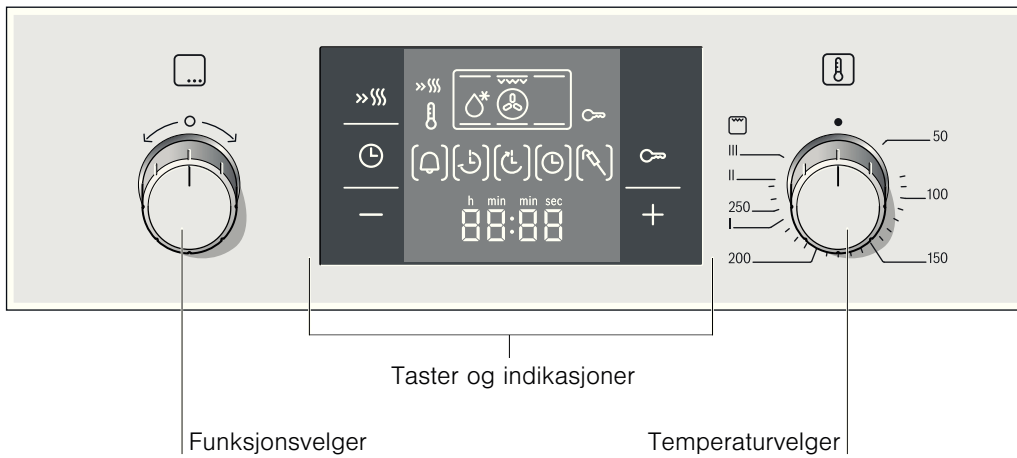 h min min sec
88:88
50
100
150
200
I
250
II
III
Taster og indikasjoner
Funksjonsvelger
Temperaturvelger